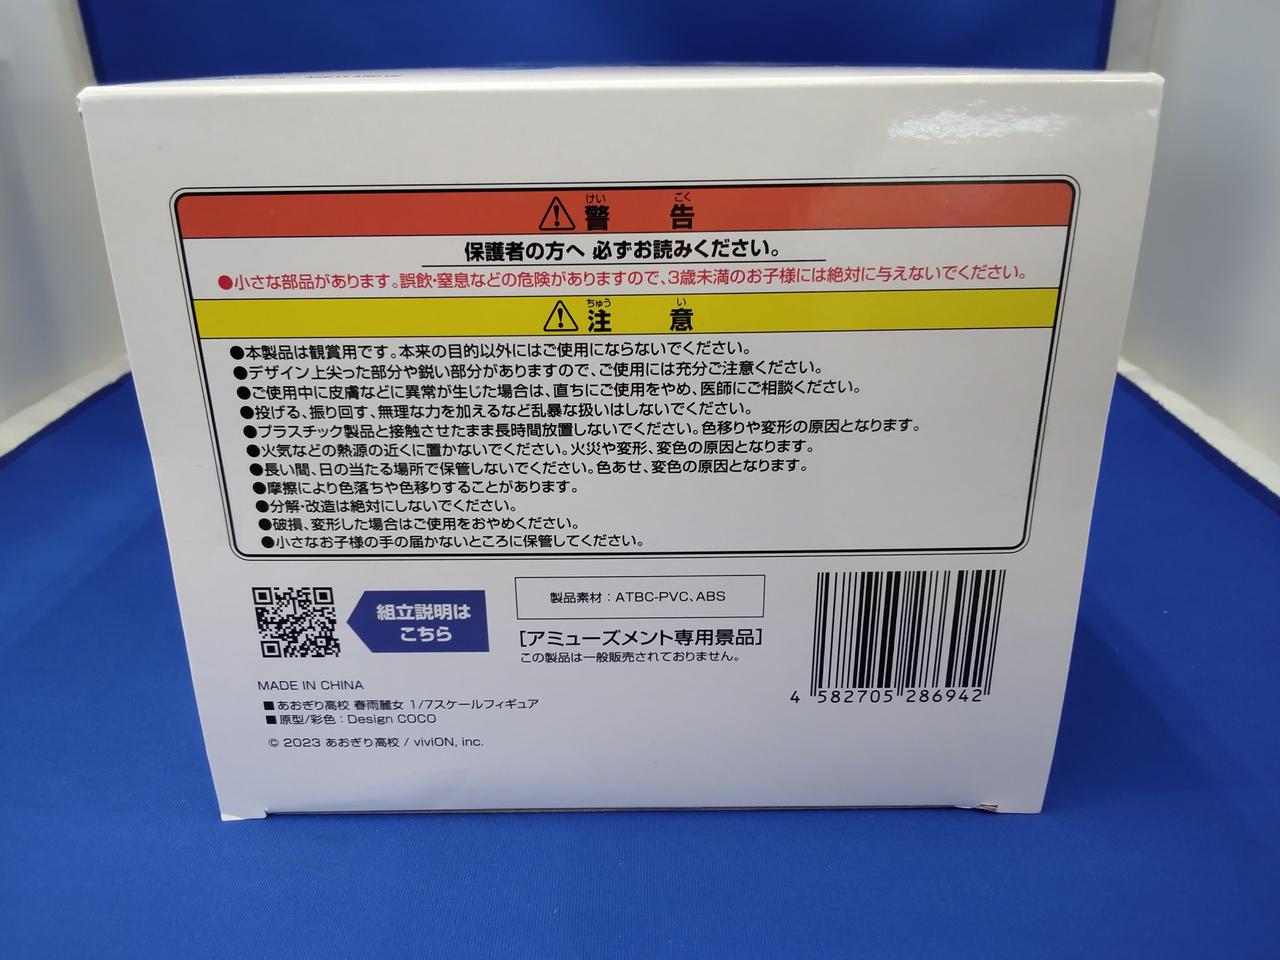 けい こく
警告
保護者の方へ 必ずお読みください。
●小さな部品があります。誤飲・窒息などの危険がありますので、3歳未満のお子様には絶対に与えないでください。
ちゅう い
注意
●本製品は観賞用です。本来の目的以外にはご使用にならないでください。
●デザイン上尖った部分や鋭い部分がありますので、ご使用には充分ご注意ください。
●ご使用中に皮膚などに異常が生じた場合は、直ちにご使用をやめ、医師にご相談ください。
●投げる、振り回す、無理な力を加えるなど乱暴な扱いはしないでください。
●プラスチック製品と接触させたまま長時間放置しないでください。色移りや変形の原因となります。
●火気などの熱源の近くに置かないでください。火災や変形、変色の原因となります。
●長い間、日の当たる場所で保管しないでください。色あせ、変色の原因となります。
●摩擦により色落ちや色移りすることがあります。
●分解・改造は絶対にしないでください。
●破損、変形した場合はご使用をおやめください。
●小さなお子様の手の届かないところに保管してください。
組立説明は
こちら
製品素材：ATBC-PVC、ABS
[アミューズメント専用景品]
この製品は一般販売されておりません。
4 582705 286942
MADE IN CHINA
■あおぎり高校 春雨麗女 1/7スケールフィギュア
■原型/彩色：Design COCO
© 2023 あおぎり高校 / viviON, inc.